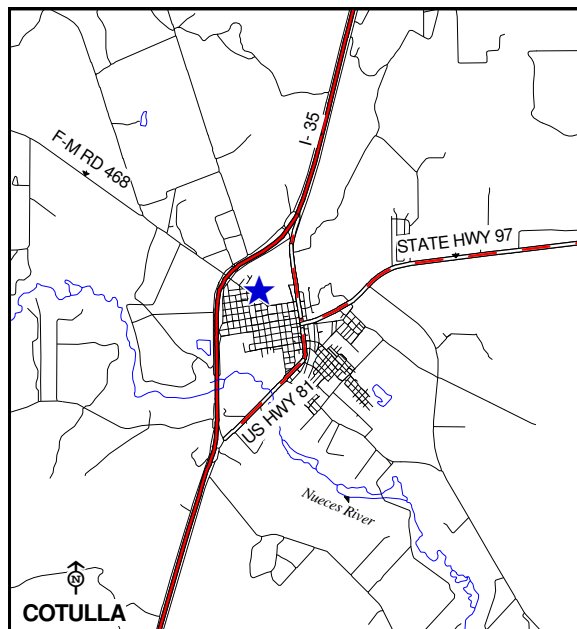 I- 35
F-M RD 468
STATE HWY 97
US HWY 81
Nueces River
N
COTULLA